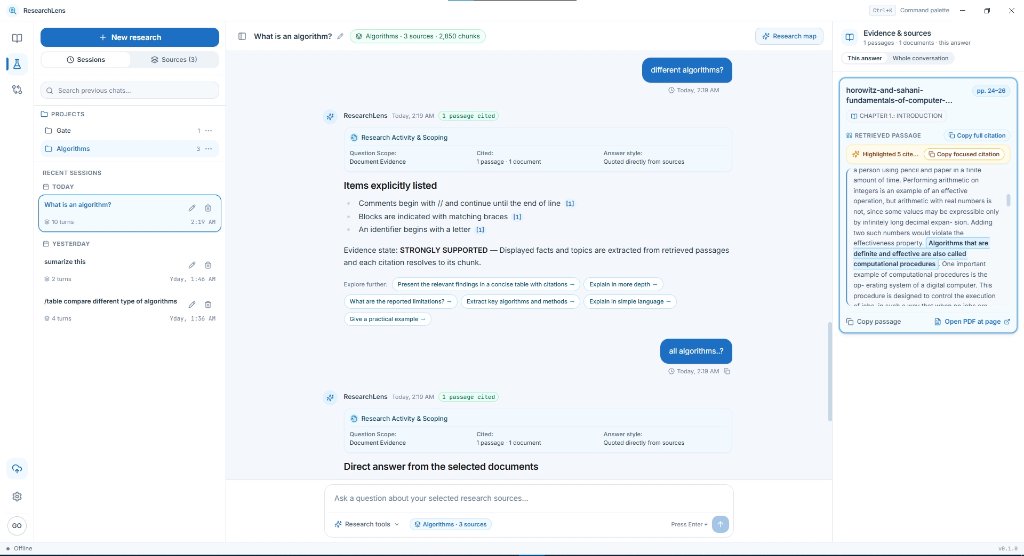 ResearchLens
Ctrl+K Command palette
+ New research
Sessions
Sources (3)
Search previous chats...
PROJECTS
Gate 1 ...
Algorithms 3 ...
RECENT SESSIONS
TODAY
What is an algorithm?
10 turns 2:19 AM
YESTERDAY
sumarize this
2 turns Yday, 1:46 AM
/table compare different type of algorithms
4 turns Yday, 1:36 AM
GO
Offline
What is an algorithm?
Algorithms · 3 sources · 2,650 chunks
Research map
different algorithms?
Today, 2:19 AM
ResearchLens Today, 2:19 AM 1 passage cited
Research Activity & Scoping
Question Scope: Cited: Answer style:
Document Evidence 1 passage · 1 document Quoted directly from sources
Items explicitly listed
• Comments begin with // and continue until the end of line [1]
• Blocks are indicated with matching braces [1]
• An identifier begins with a letter [1]
Evidence state: STRONGLY SUPPORTED — Displayed facts and topics are extracted from retrieved passages
and each citation resolves to its chunk.
Explore further: Present the relevant findings in a concise table with citations → Explain in more depth →
What are the reported limitations? → Extract key algorithms and methods → Explain in simple language →
Give a practical example →
all algorithms..?
Today, 2:19 AM
ResearchLens Today, 2:19 AM 1 passage cited
Research Activity & Scoping
Question Scope: Cited: Answer style:
Document Evidence 1 passage · 1 document Quoted directly from sources
Direct answer from the selected documents
Ask a question about your selected research sources...
Research tools
Algorithms · 3 sources
Press Enter
Evidence & sources
1 passages · 1 documents · this answer
This answer Whole conversation
horowitz-and-sahani-
fundamentals-of-computer-...
pp. 24–26
CHAPTER 1.: INTRODUCTION
RETRIEVED PASSAGE Copy full citation
Highlighted 5 cite... Copy focused citation
a person using pence and paper in a finite
amount of time. Performing arithmetic on
integers is an example of an effective
operation, but arithmetic with real numbers is
not, since some values may be expressible only
by infinitely long decimal expan- sion. Adding
two such numbers would violate the
effectiveness property. Algorithms that are
definite and effective are also called
computational procedures . One important
example of computational procedures is the
op- erating system of a digital computer. This
procedure is designed to control the execution
Copy passage Open PDF at page
v0.1.0